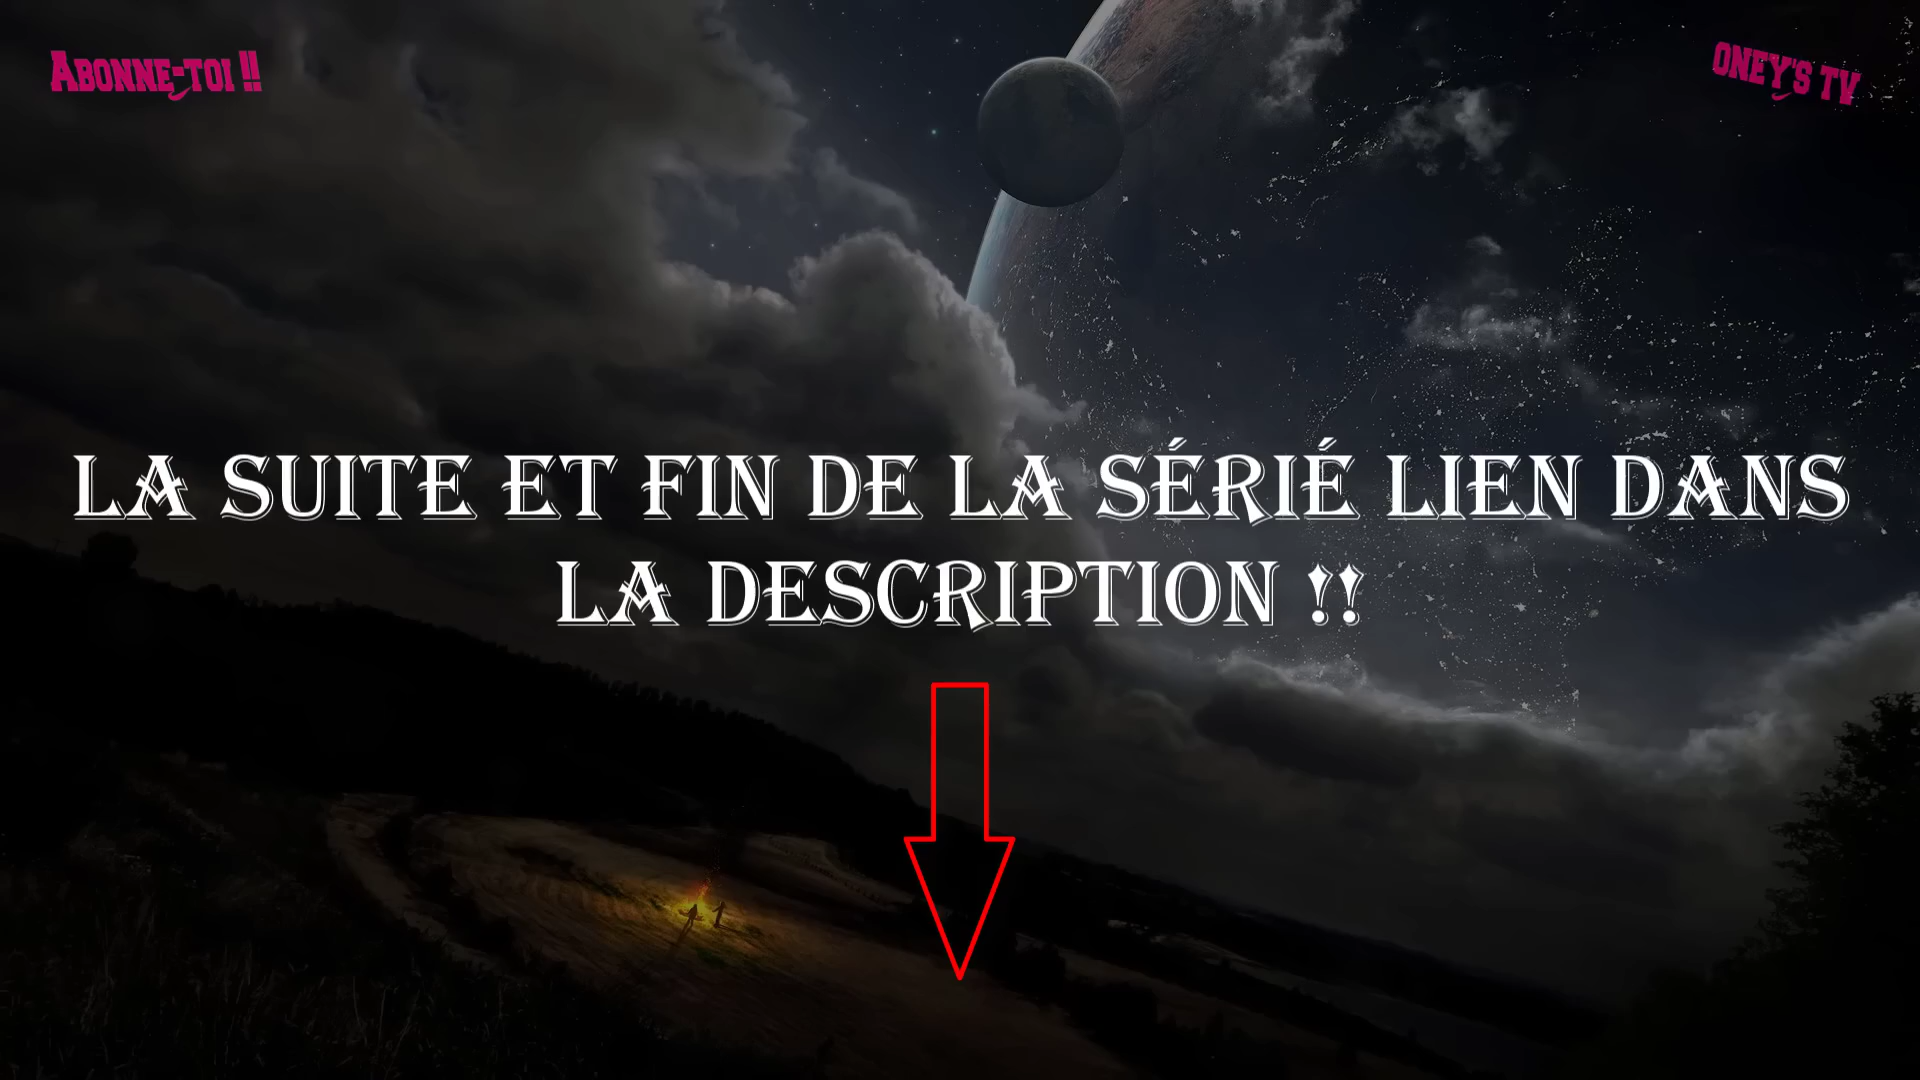 Abonne-toi !!
ONEY'S TV
LA SUITE ET FIN DE LA SÉRIÉ LIEN DANS
LA DESCRIPTION !!